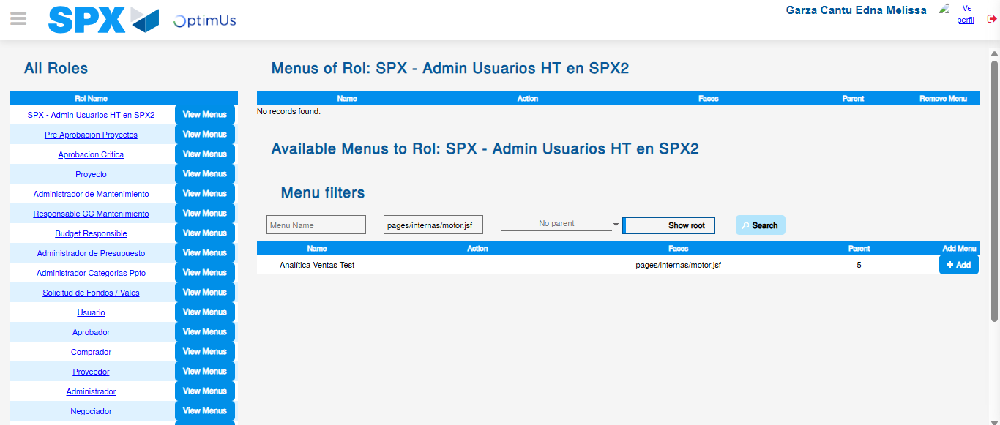 SPX
OptimUs
Garza Cantu Edna Melissa
Ve
perfil
All Roles
Rol Name
SPX - Admin Usuarios HT en SPX2 View Menus
Pre Aprobacion Proyectos View Menus
Aprobacion Critica View Menus
Proyecto View Menus
Administrador de Mantenimiento View Menus
Responsable CC Mantenimiento View Menus
Budget Responsible View Menus
Administrador de Presupuesto View Menus
Administrador Categorias Ppto View Menus
Solicitud de Fondos / Vales View Menus
Usuario View Menus
Aprobador View Menus
Comprador View Menus
Proveedor View Menus
Administrador View Menus
Negociador View Menus
Menus of Rol: SPX - Admin Usuarios HT en SPX2
Name Action Faces Parent Remove Menu
No records found.
Available Menus to Rol: SPX - Admin Usuarios HT en SPX2
Menu filters
Menu Name pages/internas/motor.jsf No parent Show root Search
Name Action Faces Parent Add Menu
Analítica Ventas Test pages/internas/motor.jsf 5 Add